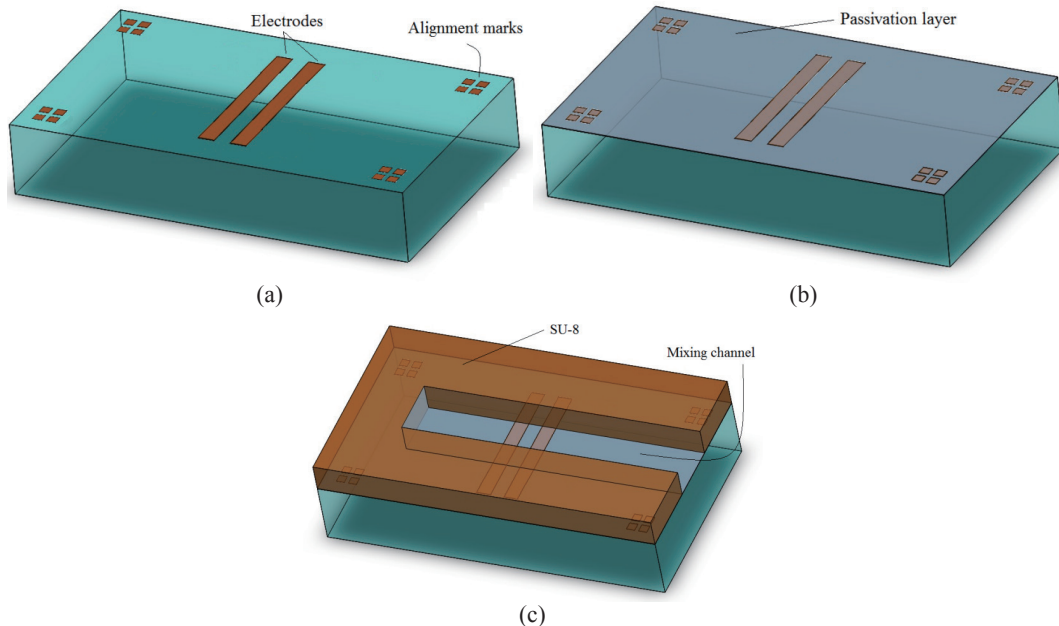 Electrodes
Alignment marks
Passivation layer
(a)
(b)
SU-8
Mixing channel
(c)